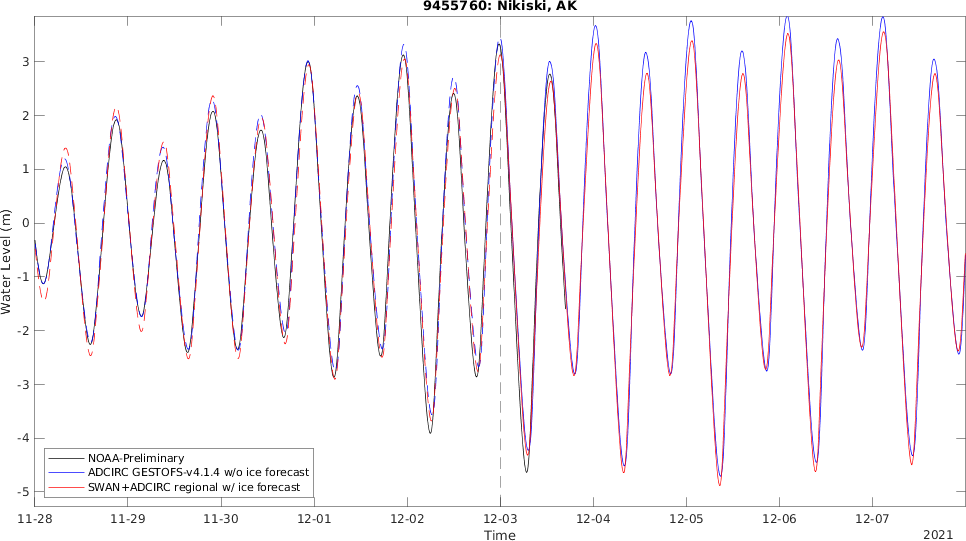 9455760: Nikiski, AK
Water Level (m)
3
2
1
0
-1
-2
-3
-4
-5
NOAA-Preliminary
ADCIRC GESTOFS-v4.1.4 w/o ice forecast
SWAN+ADCIRC regional w/ ice forecast
11-28 11-29 11-30 12-01 12-02 12-03 12-04 12-05 12-06 12-07
Time
2021